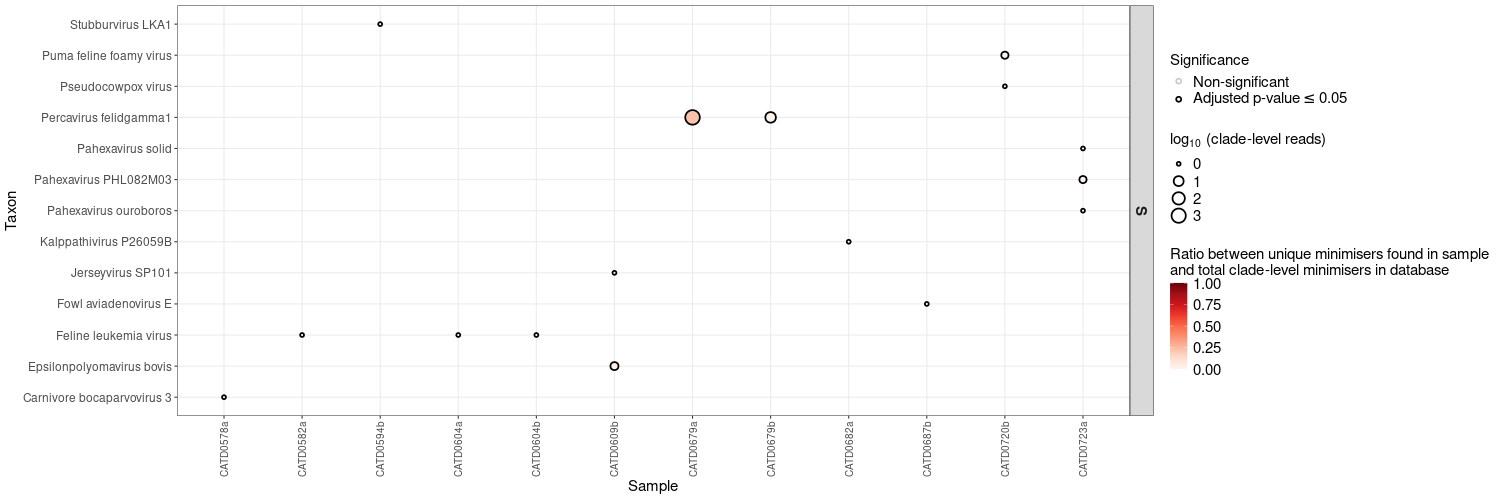 Stubburvirus LKA1
Puma feline foamy virus
Pseudocowpox virus
Percavirus felidgamma1
Pahexavirus solid
Pahexavirus PHL082M03
Pahexavirus ouroboros
Kalppathivirus P26059B
Jerseyvirus SP101
Fowl aviadenovirus E
Feline leukemia virus
Epsilonpolyomavirus bovis
Carnivore bocaparvovirus 3
Taxon
CATD0578a
CATD0582a
CATD0594b
CATD0604a
CATD0604b
CATD0609b
CATD0679a
CATD0679b
CATD0682a
CATD0687b
CATD0720b
CATD0723a
Sample
S
Significance
Non-significant
Adjusted p-value ≤ 0.05
log₁₀ (clade-level reads)
0
1
2
3
Ratio between unique minimisers found in sample
and total clade-level minimisers in database
1.00
0.75
0.50
0.25
0.00